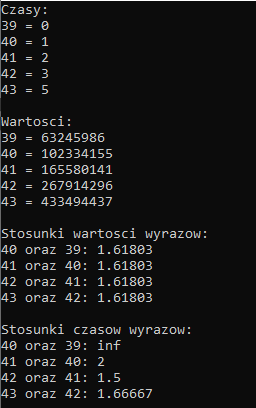 Czasy:
39 = 0
40 = 1
41 = 2
42 = 3
43 = 5
Wartosci:
39 = 63245986
40 = 102334155
41 = 165580141
42 = 267914296
43 = 433494437
Stosunki wartosci wyrazow:
40 oraz 39: 1.61803
41 oraz 40: 1.61803
42 oraz 41: 1.61803
43 oraz 42: 1.61803
Stosunki czasow wyrazow:
40 oraz 39: inf
41 oraz 40: 2
42 oraz 41: 1.5
43 oraz 42: 1.66667